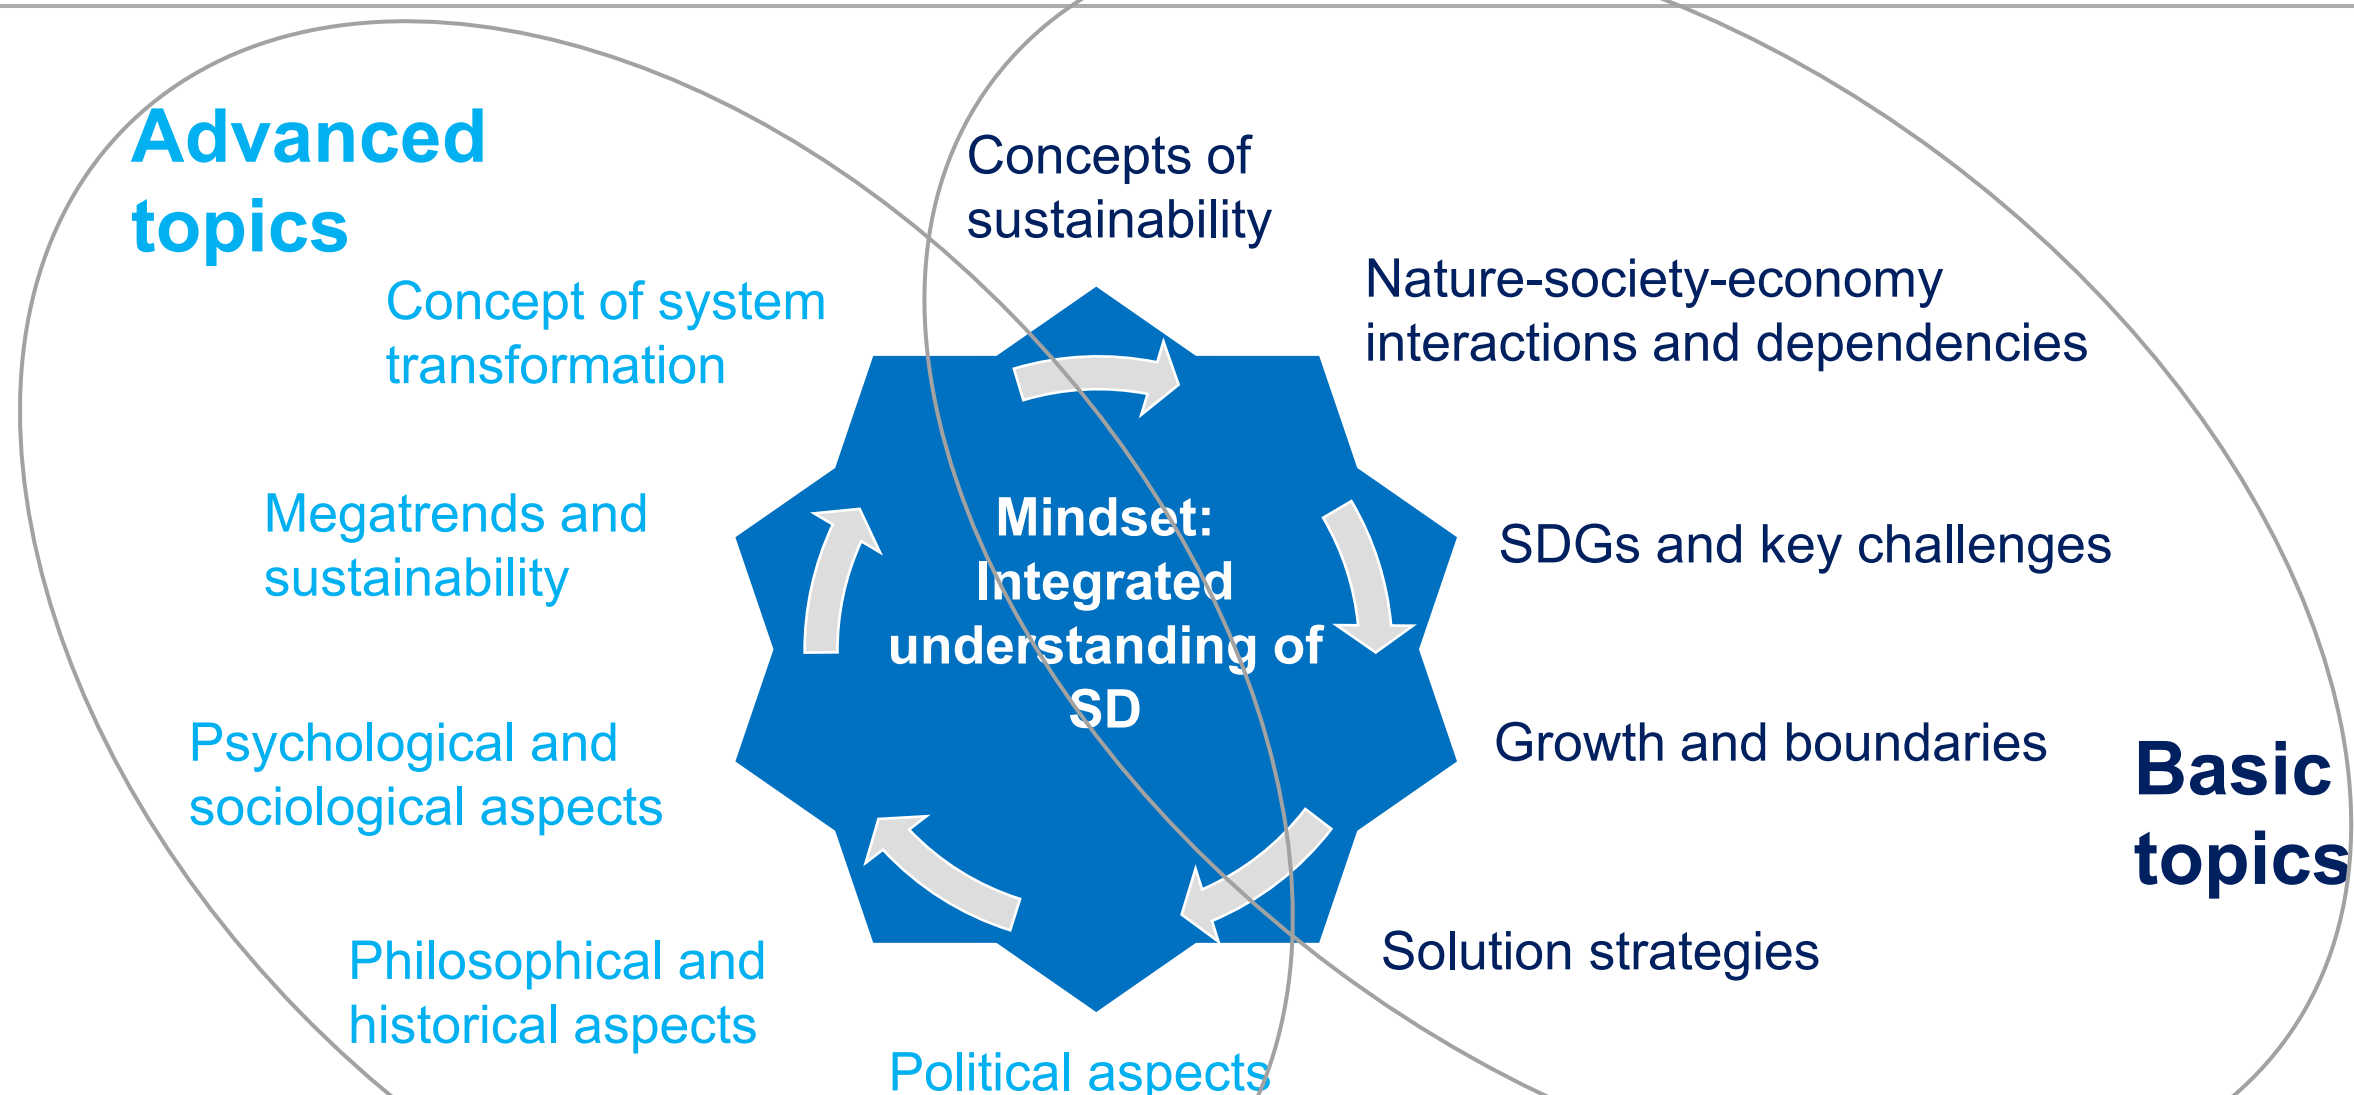 Advanced
topics
Concepts of
sustainability
Concept of system
transformation
Nature-society-economy
interactions and dependencies
Megatrends and
sustainability
Mindset:
Integrated
understanding of
SD
SDGs and key challenges
Psychological and
sociological aspects
Growth and boundaries
Basic
topics
Philosophical and
historical aspects
Solution strategies
Political aspects